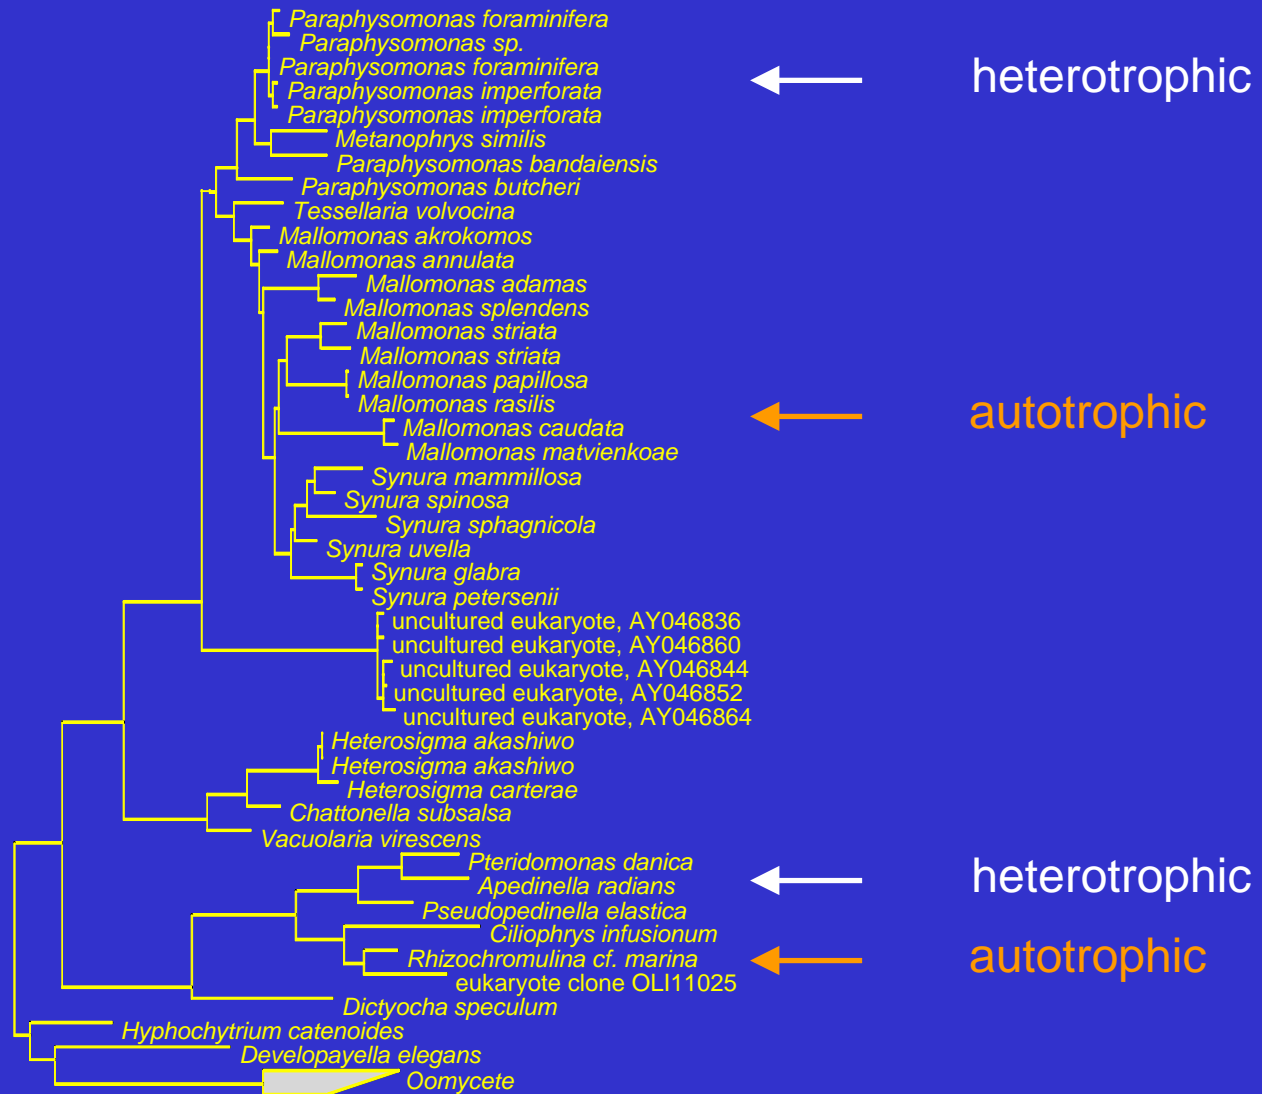 Paraphysomonas foraminifera
Paraphysomonas sp.
Paraphysomonas foraminifera
heterotrophic
Paraphysomonas imperforata
Paraphysomonas imperforata
Metanophrys similis
Paraphysomonas bandaiensis
Paraphysomonas butcheri
Tessellaria volvocina
Mallomonas akrokomos
Mallomonas annulata
Mallomonas adamas
Mallomonas splendens
Mallomonas striata
Mallomonas striata
Mallomonas papillosa
Mallomonas rasilis
autotrophic
Mallomonas caudata
Mallomonas matvienkoae
Synura mammillosa
Synura spinosa
Synura sphagnicola
Synura uvella
Synura glabra
Synura petersenii
uncultured eukaryote, AY046836
uncultured eukaryote, AY046860
uncultured eukaryote, AY046844
uncultured eukaryote, AY046852
uncultured eukaryote, AY046864
Heterosigma akashiwo
Heterosigma akashiwo
Heterosigma carterae
Chattonella subsalsa
Vacuolaria virescens
Pteridomonas danica
heterotrophic
Apedinella radians
Pseudopedinella elastica
Ciliophrys infusionum
Rhizochromulina cf. marina
autotrophic
eukaryote clone OLI11025
Dictyocha speculum
Hyphochytrium catenoides
Developayella elegans
Oomycete